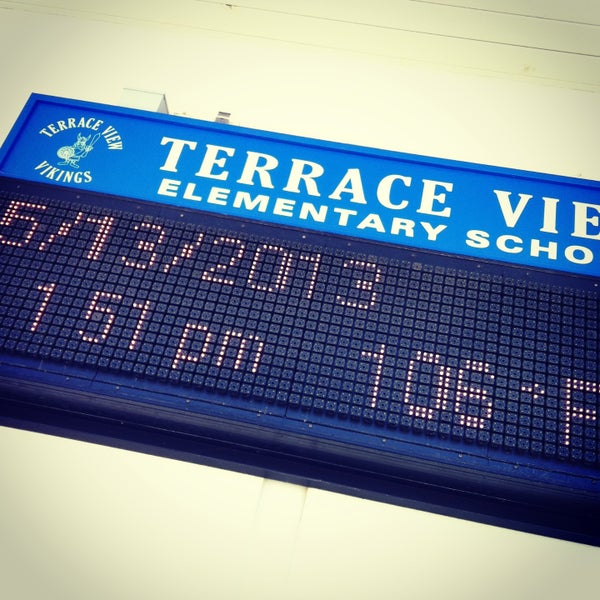 TERRACE VIEW
VIKINGS
TERRACE VIE
ELEMENTARY SCHO
5/13/2013
1 51 pm 106 °F